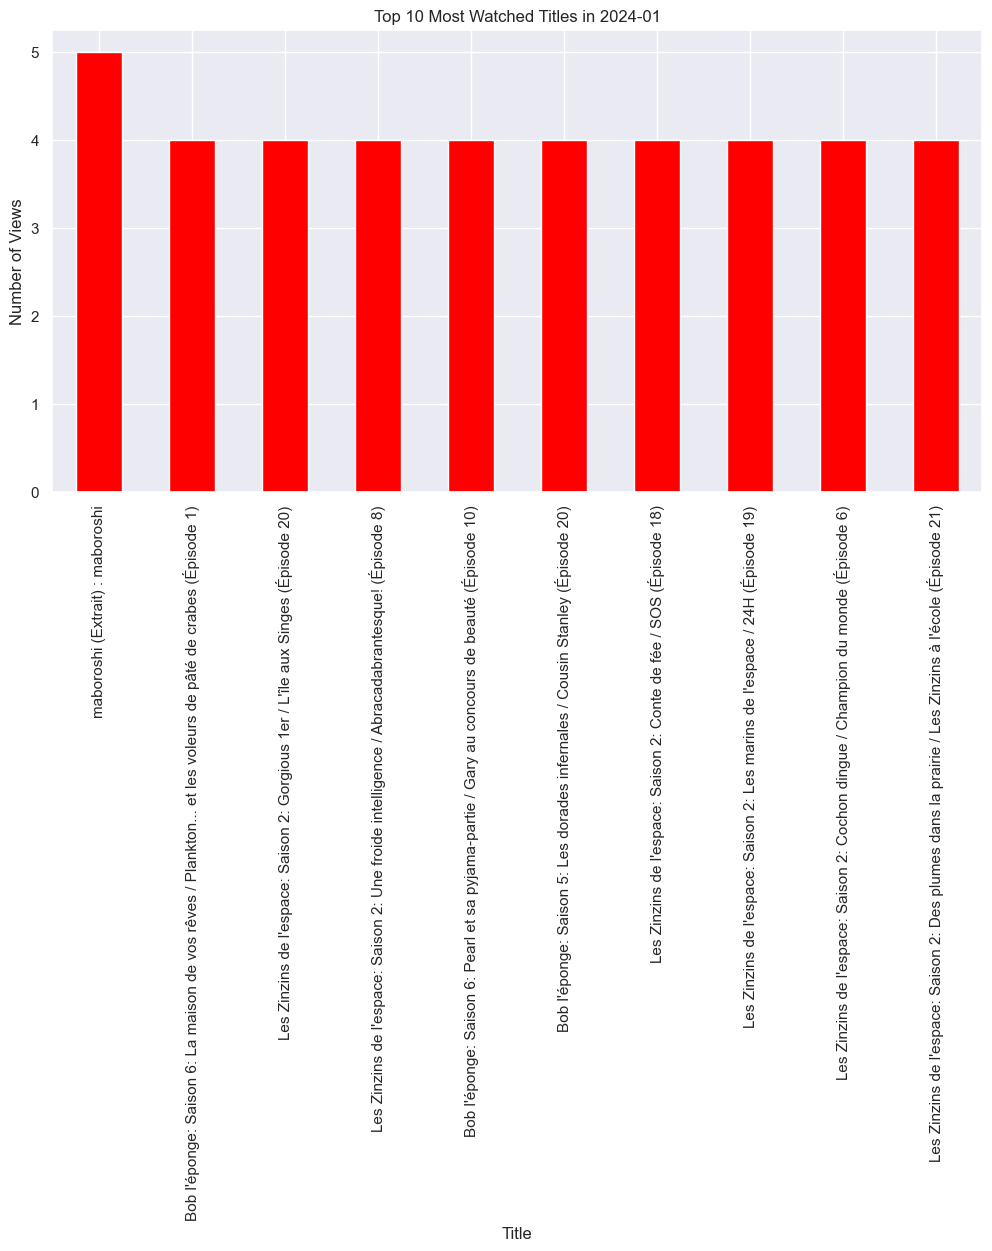 Top 10 Most Watched Titles in 2024-01
Number of Views
5
4
3
2
1
0
maboroshi (Extrait) : maboroshi
Bob l'éponge: Saison 6: La maison de vos rêves / Plankton... et les voleurs de pâté de crabes (Épisode 1)
Les Zinzins de l'espace: Saison 2: Gorgious 1er / L'île aux Singes (Épisode 20)
Les Zinzins de l'espace: Saison 2: Une froide intelligence / Abracadabrantesque! (Épisode 8)
Bob l'éponge: Saison 6: Pearl et sa pyjama-partie / Gary au concours de beauté (Épisode 10)
Bob l'éponge: Saison 5: Les dorades infernales / Cousin Stanley (Épisode 20)
Les Zinzins de l'espace: Saison 2: Conte de fée / SOS (Épisode 18)
Les Zinzins de l'espace: Saison 2: Les marins de l'espace / 24H (Épisode 19)
Les Zinzins de l'espace: Saison 2: Cochon dingue / Champion du monde (Épisode 6)
Les Zinzins de l'espace: Saison 2: Des plumes dans la prairie / Les Zinzins à l'école (Épisode 21)
Title